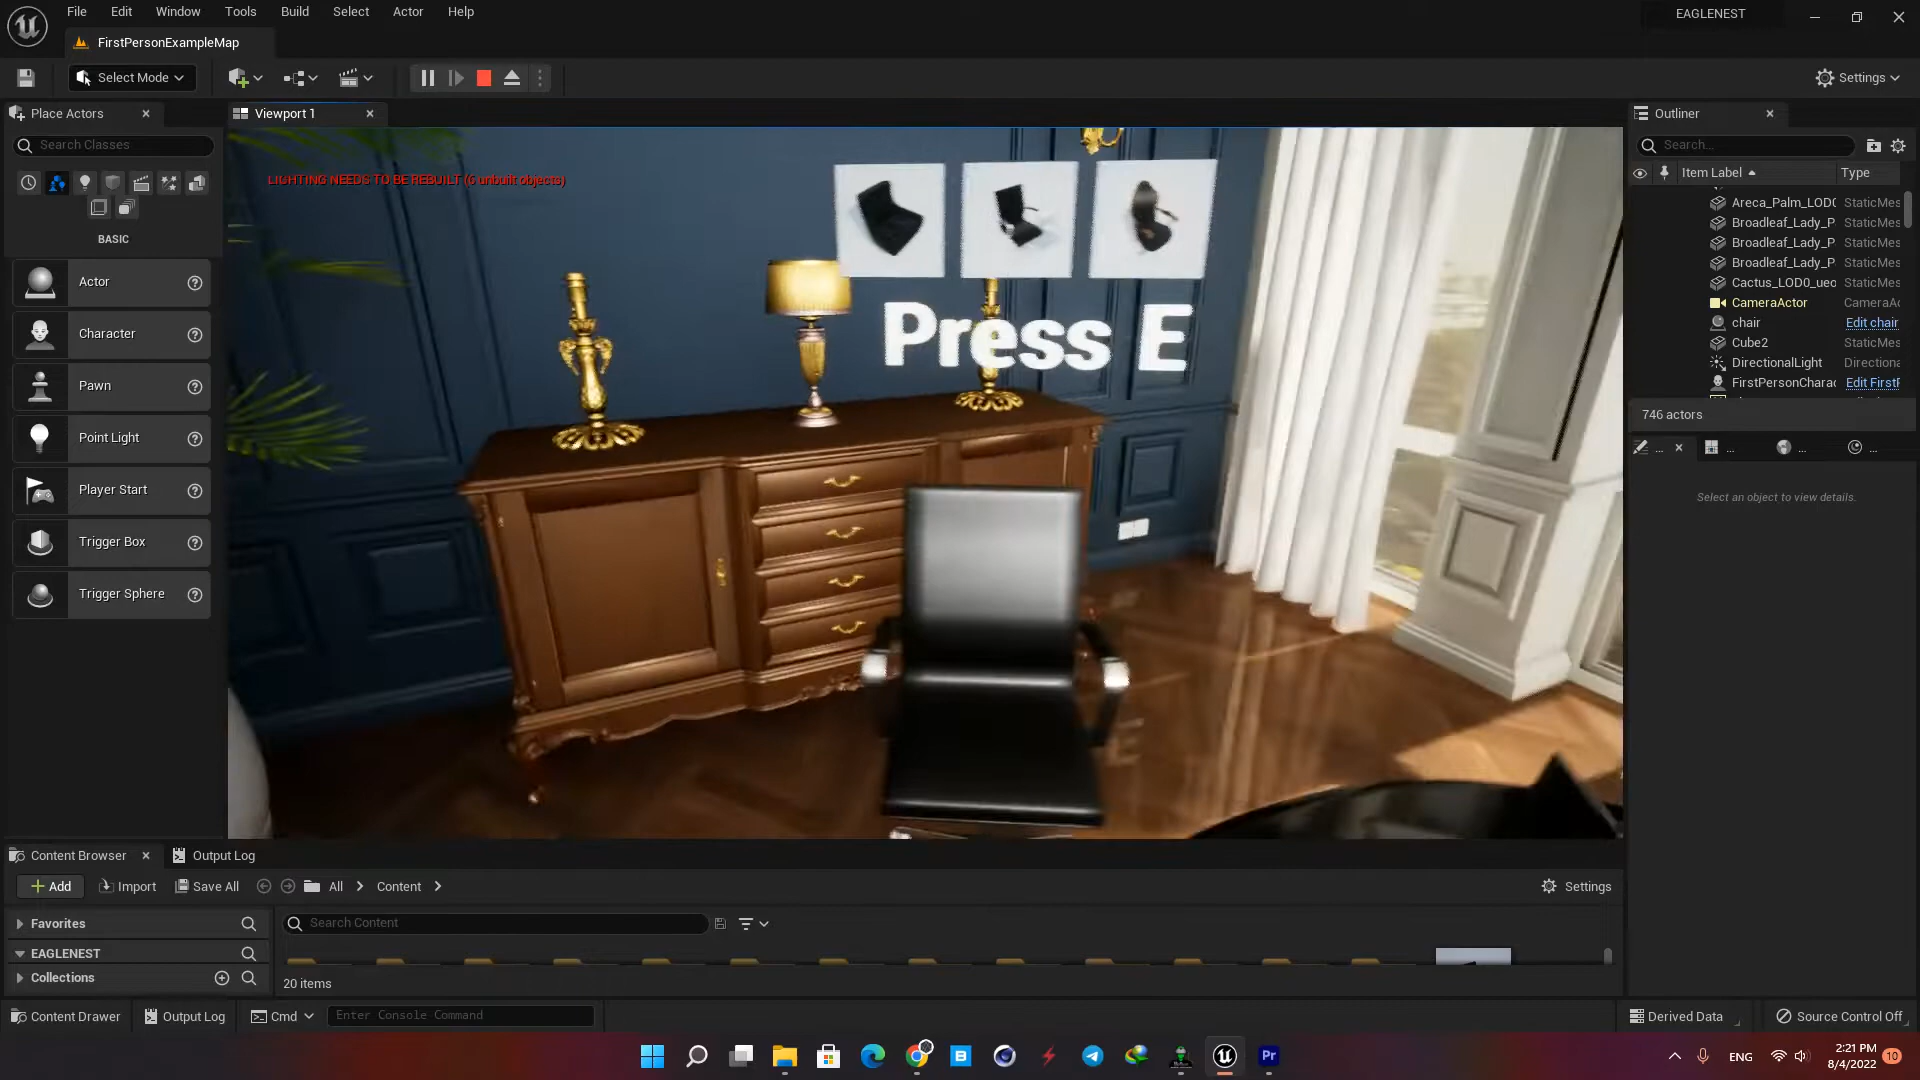 File Edit Window Tools Build Select Actor Help
EAGLENEST
FirstPersonExampleMap
Select Mode
Settings
Place Actors
Viewport 1
Outliner
Search Classes
Search...
Item Label Type
LIGHTING NEEDS TO BE REBUILT (6 unbuilt objects)
Areca_Palm_LOD0 StaticMes
Broadleaf_Lady_P StaticMes
BASIC
Broadleaf_Lady_P StaticMes
Broadleaf_Lady_P StaticMes
Actor
Cactus_LOD0_ueo StaticMes
CameraActor CameraAc
Press E
Character
chair Edit chair
Cube2 StaticMes
DirectionalLight Direction
Pawn
FirstPersonCharac Edit FirstP
746 actors
Point Light
Player Start
Select an object to view details.
Trigger Box
Trigger Sphere
Content Browser Output Log
Add Import Save All All Content Settings
Favorites Search Content
EAGLENEST
Collections
20 items
Content Drawer Output Log Cmd Enter Console Command Derived Data Source Control Off
ENG 2:21 PM
8/4/2022 10